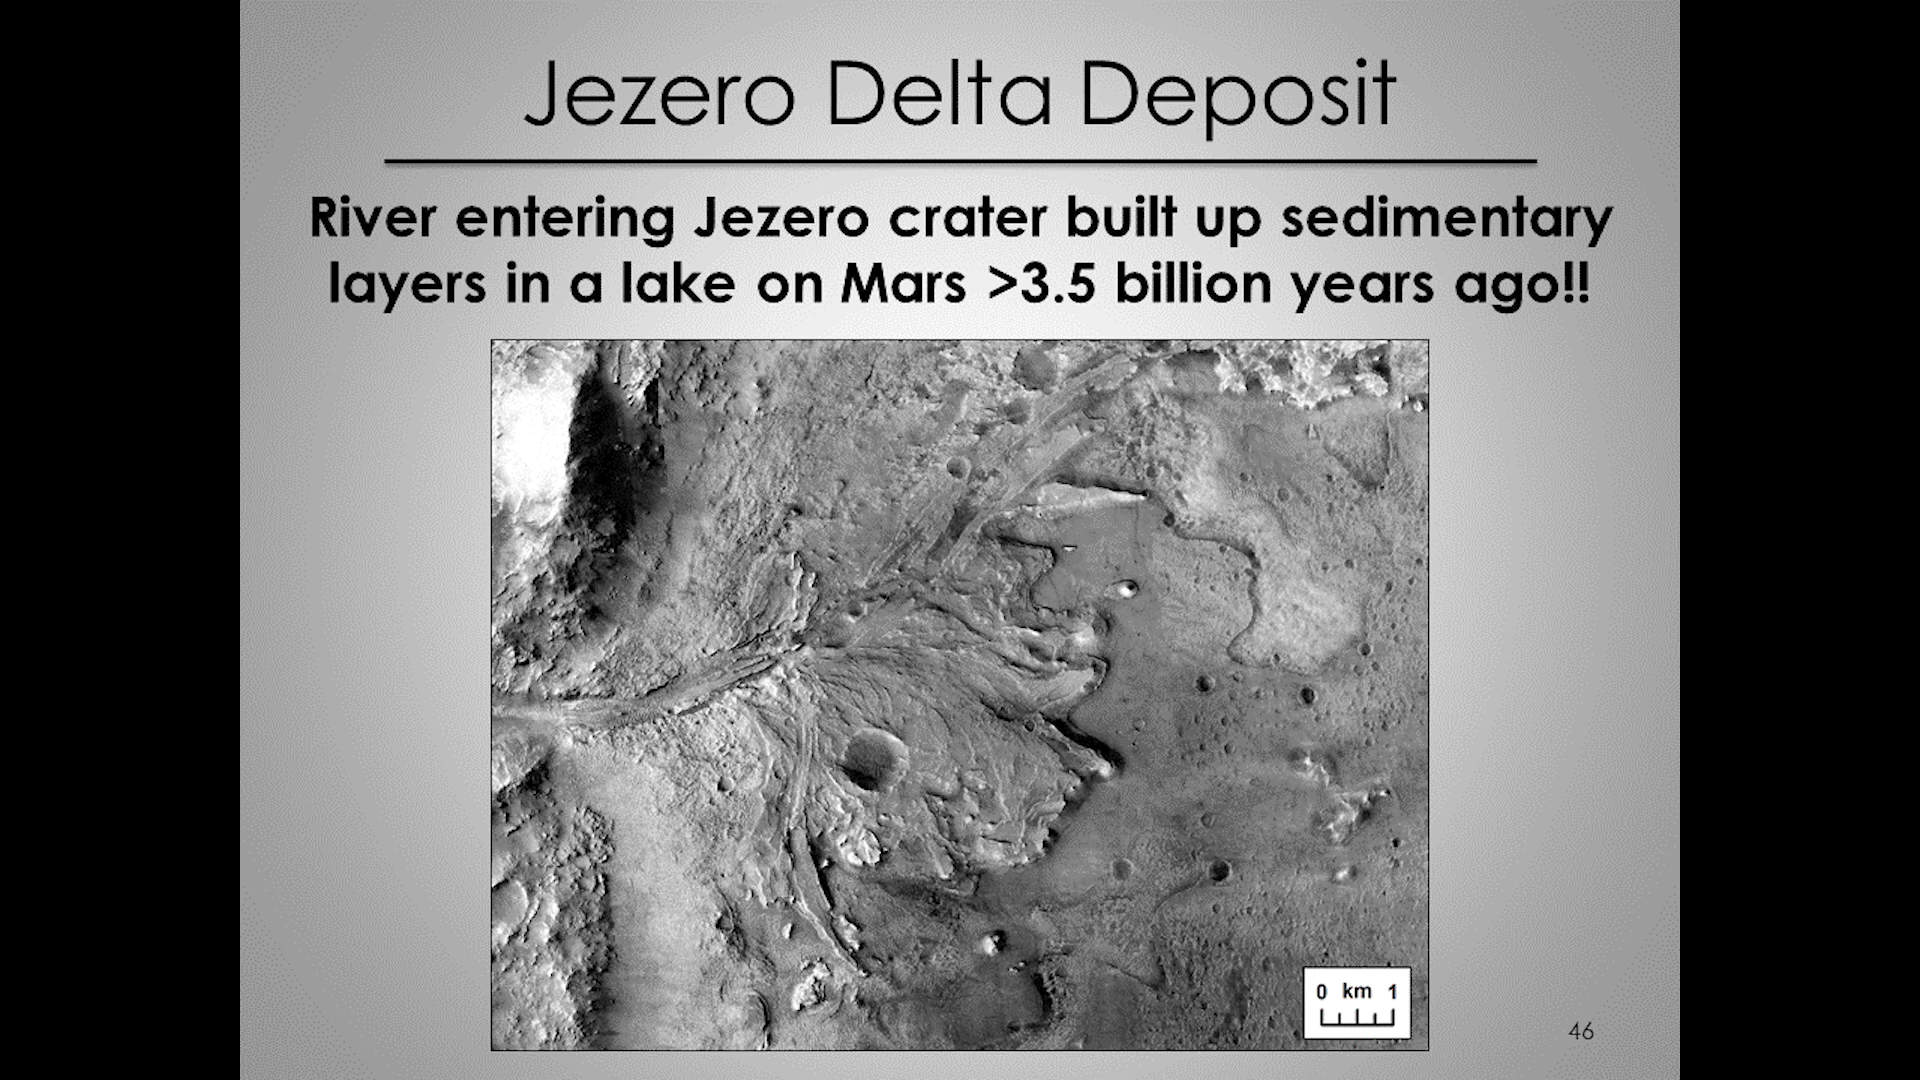 Jezero Delta Deposit
River entering Jezero crater built up sedimentary
layers in a lake on Mars >3.5 billion years ago!!
0 km 1
46